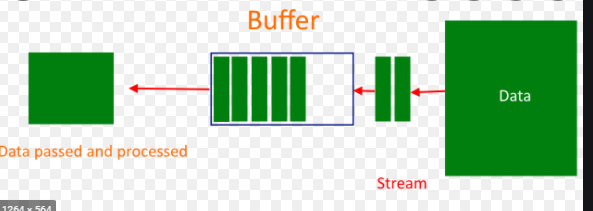 Buffer
Data
Data passed and processed
Stream
1264 × 564